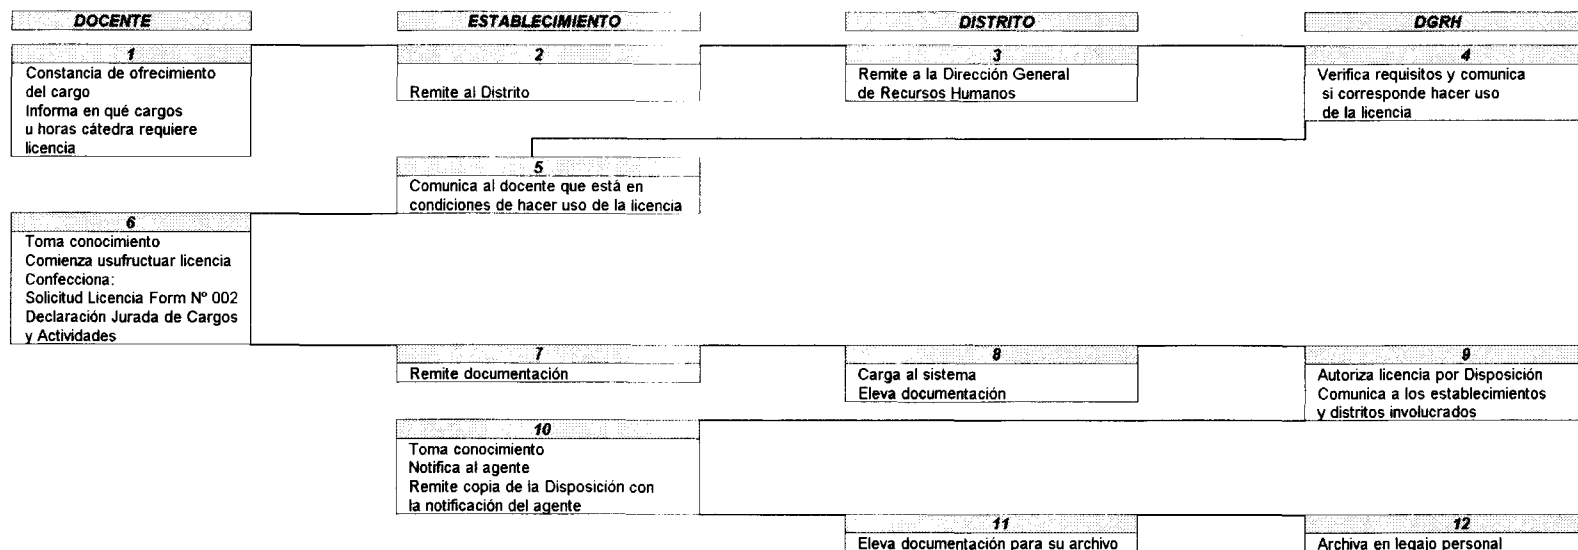 DOCENTE
ESTABLECIMIENTO
DISTRITO
DGRH
1
Constancia de ofrecimiento
del cargo
Informa en qué cargos
u horas cátedra requiere
licencia
2
Remite al Distrito
3
Remite a la Dirección General
de Recursos Humanos
4
Verifica requisitos y comunica
si corresponde hacer uso
de la licencia
5
Comunica al docente que está en
condiciones de hacer uso de la licencia
6
Toma conocimiento
Comienza usufructuar licencia
Confecciona:
Solicitud Licencia Form Nº 002
Declaración Jurada de Cargos
y Actividades
7
Remite documentación
8
Carga al sistema
Eleva documentación
9
Autoriza licencia por Disposición
Comunica a los establecimientos
y distritos involucrados
10
Toma conocimiento
Notifica al agente
Remite copia de la Disposición con
la notificación del agente
11
Eleva documentación para su archivo
12
Archiva en legajo personal